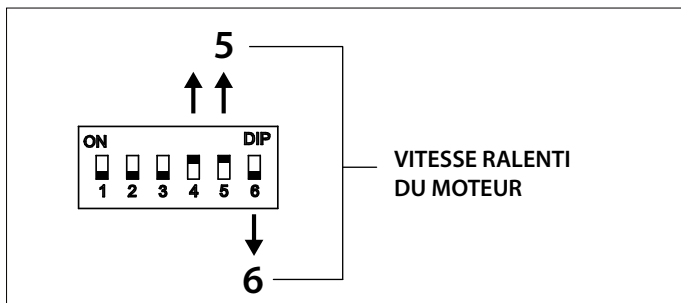 5
ON DIP
1 2 3 4 5 6
VITESSE RALENTI
DU MOTEUR
6